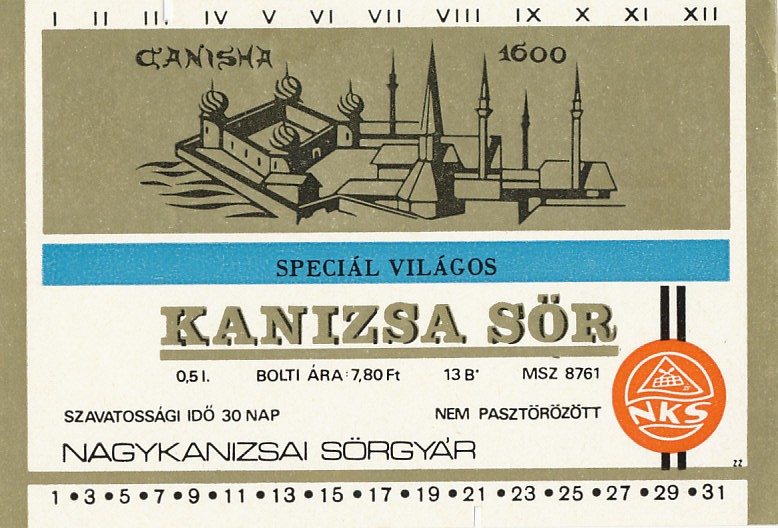 I II III IV V VI VII VIII IX X XI XII
CANISHA 1600
SPECIÁL VILÁGOS
KANIZSA SÖR
0,5 l. BOLTI ÁRA: 7,80 Ft 13 B° MSZ 8761
SZAVATOSSÁGI IDŐ 30 NAP NEM PASZTÖRÖZÖTT
NKS
NAGYKANIZSAI SÖRGYÁR
ZZ
1 • 3 • 5 • 7 • 9 • 11 • 13 • 15 • 17 • 19 • 21 • 23 • 25 • 27 • 29 • 31